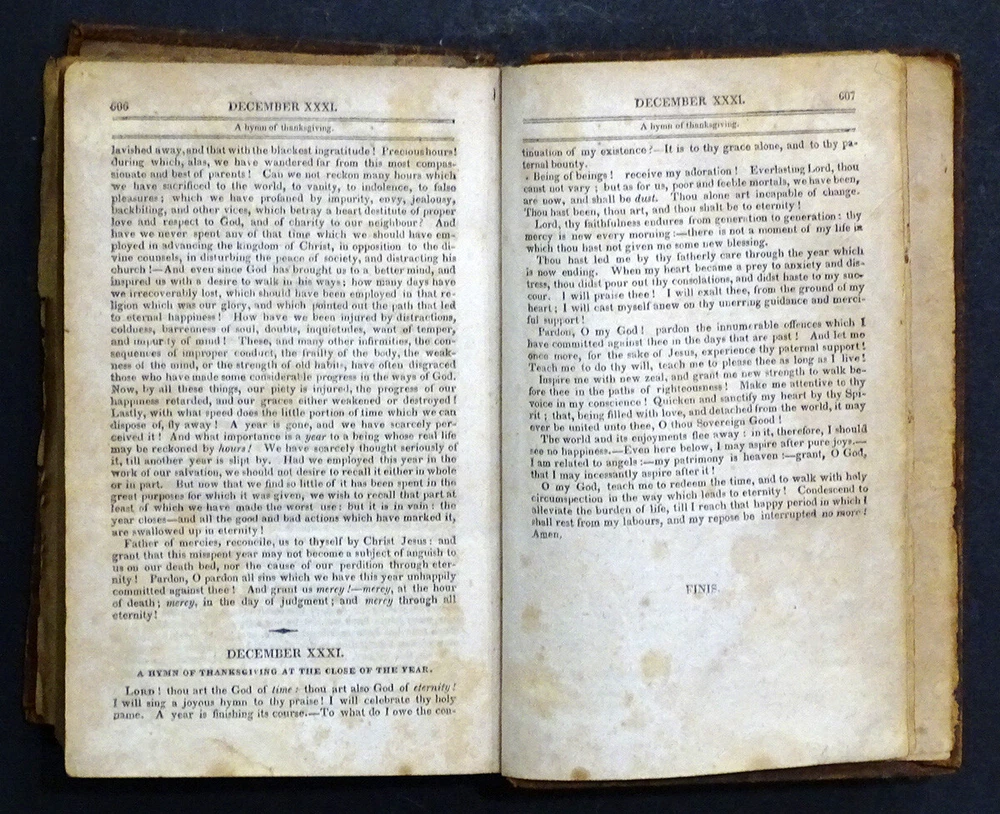 606
DECEMBER XXXI.
A hymn of thanksgiving.
lavished away, and that with the blackest ingratitude! Precious hours!
during which, alas, we have wandered far from this most compas-
sionate and best of parents! Can we not reckon many hours which
we have sacrificed to the world, to vanity, to indolence, to false
pleasures; which we have profaned by impurity, envy, jealousy,
backbiting, and other vices, which betray a heart destitute of proper
love and respect to God, and of charity to our neighbour? And
have we never spent any of that time which we should have em-
ployed in advancing the kingdom of Christ, in opposition to the di-
vine counsels, in disturbing the peace of society, and distracting his
church!—And even since God has brought us to a better mind, and
inspired us with a desire to walk in his ways; how many days have
we irrecoverably lost, which should have been employed in that re-
ligion which was our glory, and which pointed out the path that led
to eternal happiness! How have we been injured by distractions,
coldness, barrenness of soul, doubts, inquietudes, want of temper,
and impurity of mind! These, and many other infirmities, the con-
sequences of improper conduct, the frailty of the body, the weak-
ness of the mind, or the strength of old habits, have often disgraced
those who have made some considerable progress in the ways of God.
Now, by all these things, our piety is injured, the progress of our
happiness retarded, and our graces either weakened or destroyed!
Lastly, with what speed does the little portion of time which we can
dispose of, fly away! A year is gone, and we have scarcely per-
ceived it! And what importance is a year to a being whose real life
may be reckoned by hours! We have scarcely thought seriously of
it, till another year is slipt by. Had we employed this year in the
work of our salvation, we should not desire to recall it either in whole
or in part. But now that we find so little of it has been spent in the
great purposes for which it was given, we wish to recall that part at
least of which we have made the worst use: but it is in vain: the
year closes—and all the good and bad actions which have marked it,
are swallowed up in eternity!
Father of mercies, reconcile, us to thyself by Christ Jesus: and
grant that this misspent year may not become a subject of anguish to
us on our death bed, nor the cause of our perdition through eter-
nity! Pardon, O pardon all sins which we have this year unhappily
committed against thee! And grant us mercy!—mercy, at the hour
of death; mercy, in the day of judgment; and mercy through all
eternity!
DECEMBER XXXI.
A HYMN OF THANKSGIVING AT THE CLOSE OF THE YEAR.
LORD! thou art the God of time: thou art also God of eternity!
I will sing a joyous hymn to thy praise! I will celebrate thy holy
name. A year is finishing its course.—To what do I owe the con-
DECEMBER XXXI.
607
A hymn of thanksgiving.
tinuation of my existence?—It is to thy grace alone, and to thy pa-
ternal bounty.
Being of beings! receive my adoration! Everlasting Lord, thou
canst not vary; but as for us, poor and feeble mortals, we have been,
are now, and shall be dust. Thou alone art incapable of change.
Thou hast been, thou art, and thou shalt be to eternity!
Lord, thy faithfulness endures from generation to generation: thy
mercy is new every morning:—there is not a moment of my life in
which thou hast not given me some new blessing.
Thou hast led me by thy fatherly care through the year which
is now ending. When my heart became a prey to anxiety and dis-
tress, thou didst pour out thy consolations, and didst haste to my suc-
cour. I will praise thee! I will exalt thee, from the ground of my
heart; I will cast myself anew on thy unerring guidance and merci-
ful support!
Pardon, O my God! pardon the innumerable offences which I
have committed against thee in the days that are past! And let me
once more, for the sake of Jesus, experience thy paternal support!
Teach me to do thy will, teach me to please thee as long as I live!
Inspire me with new zeal, and grant me new strength to walk be-
fore thee in the paths of righteousness! Make me attentive to thy
voice in my conscience! Quicken and sanctify my heart by thy Spi-
rit; that, being filled with love, and detached from the world, it may
ever be united unto thee, O thou Sovereign Good!
The world and its enjoyments flee away: in it, therefore, I should
see no happiness.—Even here below, I may aspire after pure joys.—
I am related to angels:—my patrimony is heaven:—grant, O God,
that I may incessantly aspire after it!
O my God, teach me to redeem the time, and to walk with holy
circumspection in the way which leads to eternity! Condescend to
alleviate the burden of life, till I reach that happy period in which I
shall rest from my labours, and my repose be interrupted no more!
Amen.
FINIS.